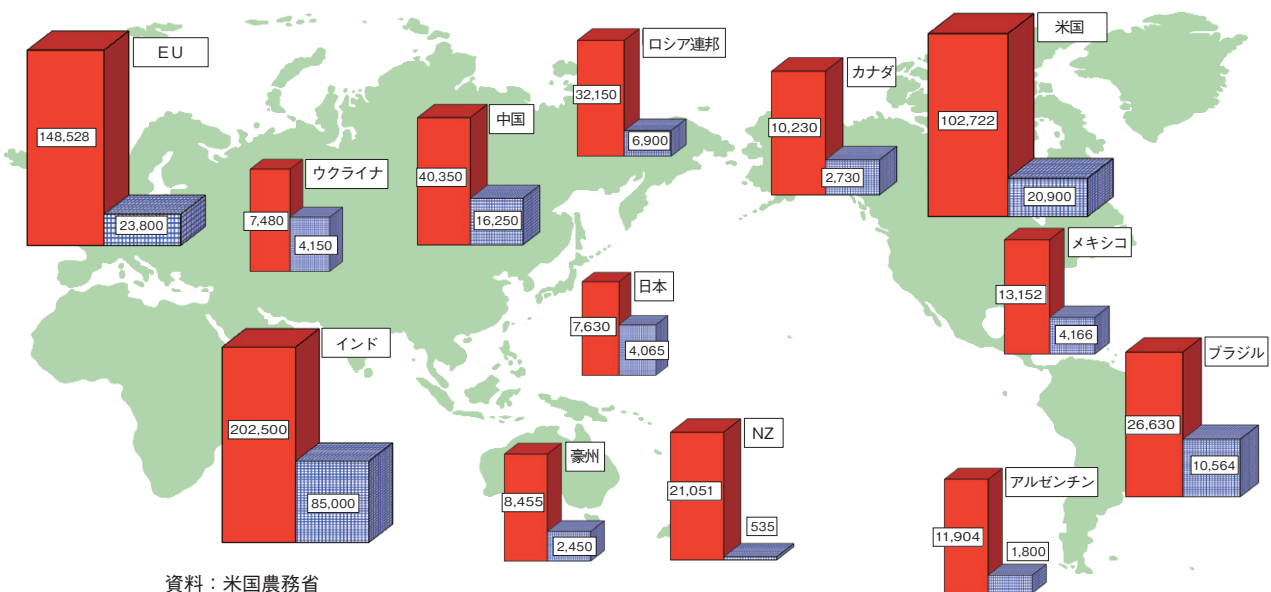 EU
148,528
23,800
ウクライナ
7,480
4,150
中国
40,350
16,250
ロシア連邦
32,150
6,900
カナダ
10,230
2,730
米国
102,722
20,900
メキシコ
13,152
4,166
日本
7,630
4,065
インド
202,500
85,000
豪州
8,455
2,450
NZ
21,051
535
ブラジル
26,630
10,564
アルゼンチン
11,904
1,800
資料：米国農務省